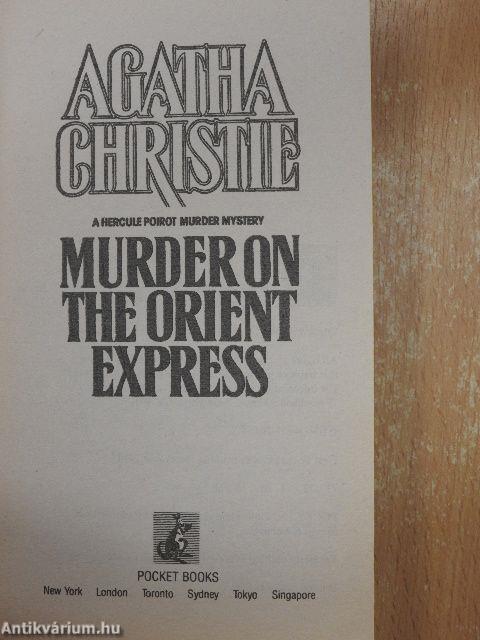 AGATHA
CHRISTIE
A HERCULE POIROT MURDER MYSTERY
MURDER ON
THE ORIENT
EXPRESS
POCKET BOOKS
New York London Toronto Sydney Tokyo Singapore
Antikvárium.hu